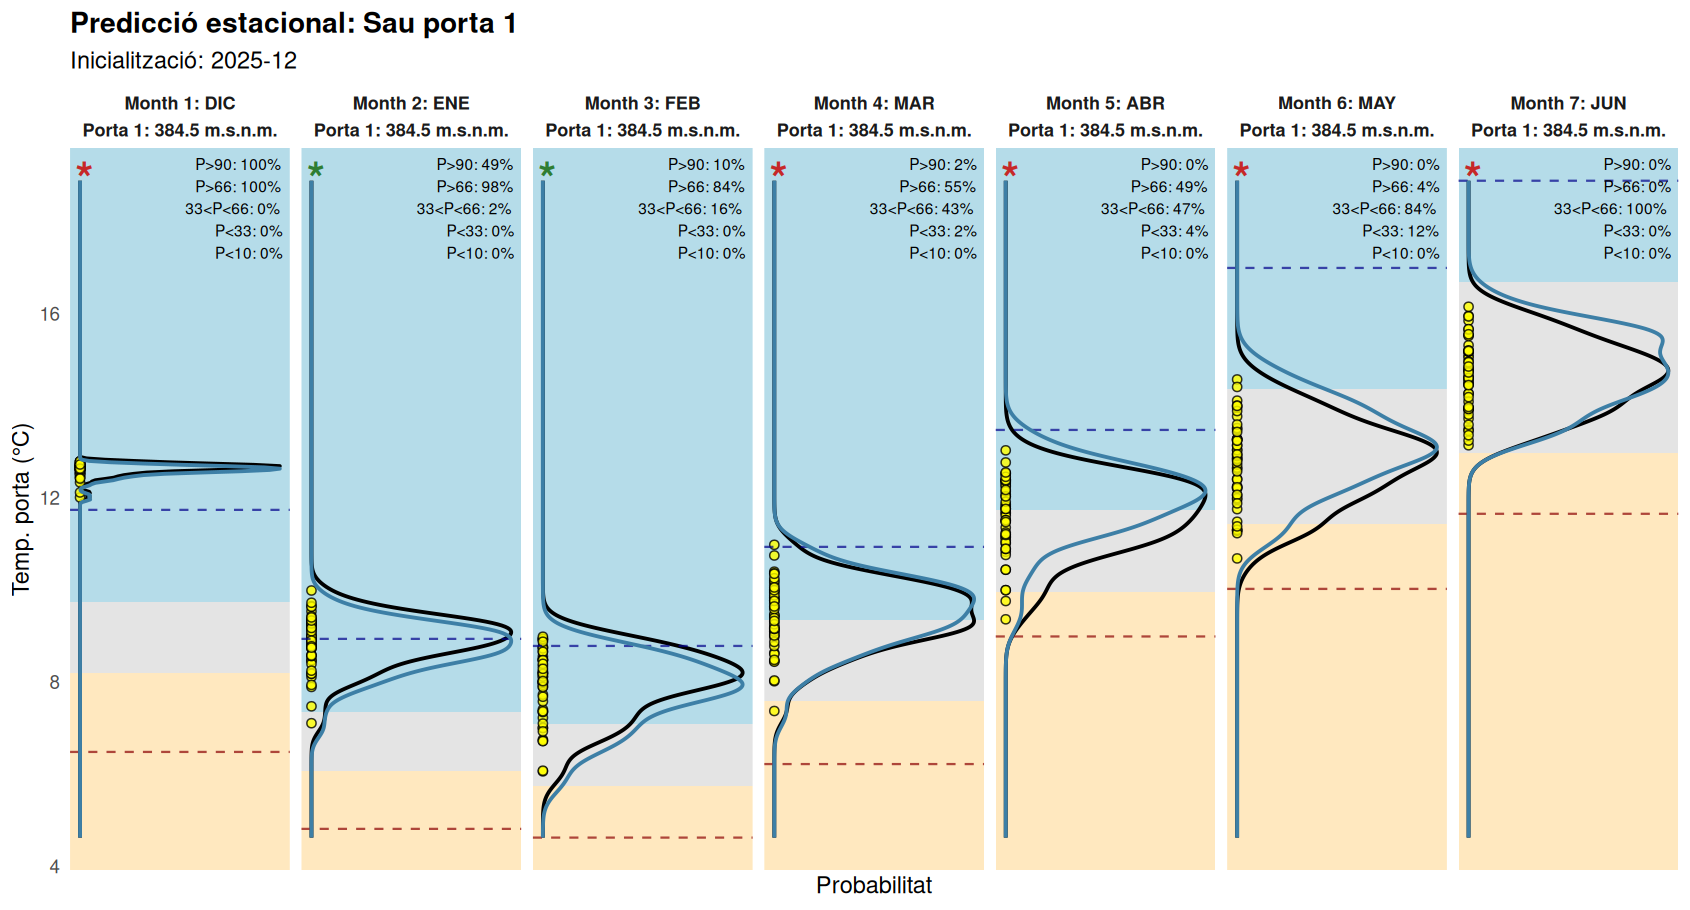 Predicció estacional: Sau porta 1
Inicialització: 2025-12
Month 1: DIC
Porta 1: 384.5 m.s.n.m.
Month 2: ENE
Porta 1: 384.5 m.s.n.m.
Month 3: FEB
Porta 1: 384.5 m.s.n.m.
Month 4: MAR
Porta 1: 384.5 m.s.n.m.
Month 5: ABR
Porta 1: 384.5 m.s.n.m.
Month 6: MAY
Porta 1: 384.5 m.s.n.m.
Month 7: JUN
Porta 1: 384.5 m.s.n.m.
*
P>90: 100%
P>66: 100%
33<P<66: 0%
P<33: 0%
P<10: 0%
*
P>90: 49%
P>66: 98%
33<P<66: 2%
P<33: 0%
P<10: 0%
*
P>90: 10%
P>66: 84%
33<P<66: 16%
P<33: 0%
P<10: 0%
*
P>90: 2%
P>66: 55%
33<P<66: 43%
P<33: 2%
P<10: 0%
*
P>90: 0%
P>66: 49%
33<P<66: 47%
P<33: 4%
P<10: 0%
*
P>90: 0%
P>66: 4%
33<P<66: 84%
P<33: 12%
P<10: 0%
*
P>90: 0%
P>66: 0%
33<P<66: 100%
P<33: 0%
P<10: 0%
Temp. porta (°C)
16
12
8
4
Probabilitat